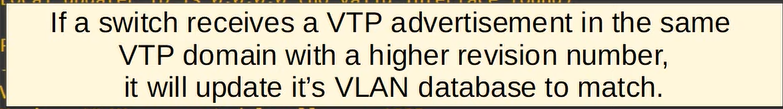 If a switch receives a VTP advertisement in the same
VTP domain with a higher revision number,
it will update it's VLAN database to match.